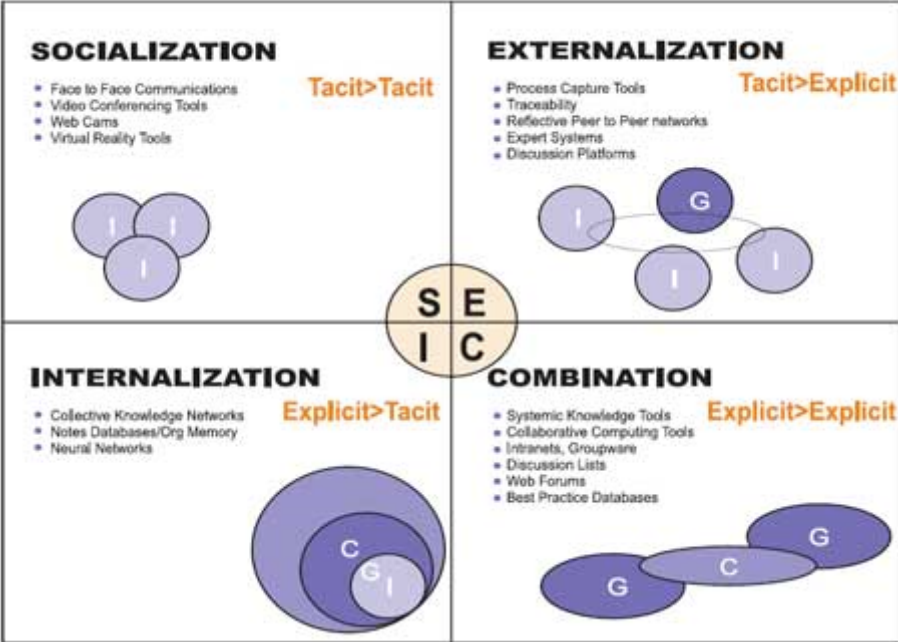 SOCIALIZATION
Tacit>Tacit
Face to Face Communications
Video Conferencing Tools
Web Cams
Virtual Reality Tools
I I
I
EXTERNALIZATION
Tacit>Explicit
Process Capture Tools
Traceability
Reflective Peer to Peer networks
Expert Systems
Discussion Platforms
I
G
I
I
S E
I C
INTERNALIZATION
Explicit>Tacit
Collective Knowledge Networks
Notes Databases/Org Memory
Neural Networks
C
G
I
COMBINATION
Explicit>Explicit
Systemic Knowledge Tools
Collaborative Computing Tools
Intranets, Groupware
Discussion Lists
Web Forums
Best Practice Databases
G
C
G